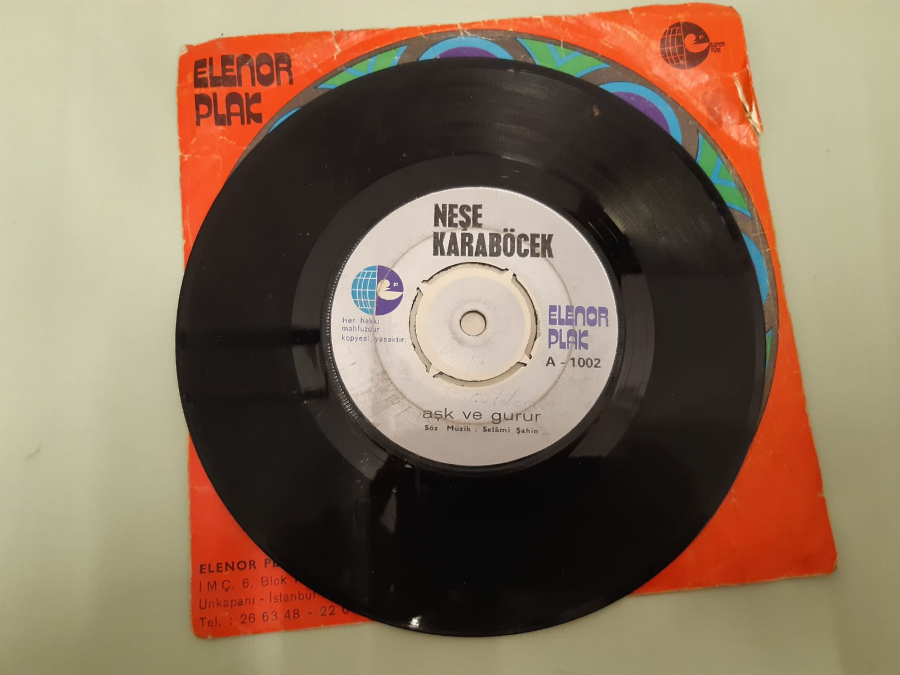 ELENOR
PLAK
NEŞE
KARABÖCEK
Her hakkı
mahfuzdur
kopyesi yasaktır.
ELENOR
PLAK
A - 1002
aşk ve gurur
Söz Müzik : Selâmi Şahin
ELENOR
İMÇ. 6. Blok
Unkapanı - İstanbul
Tel. : 26 63 48 - 22